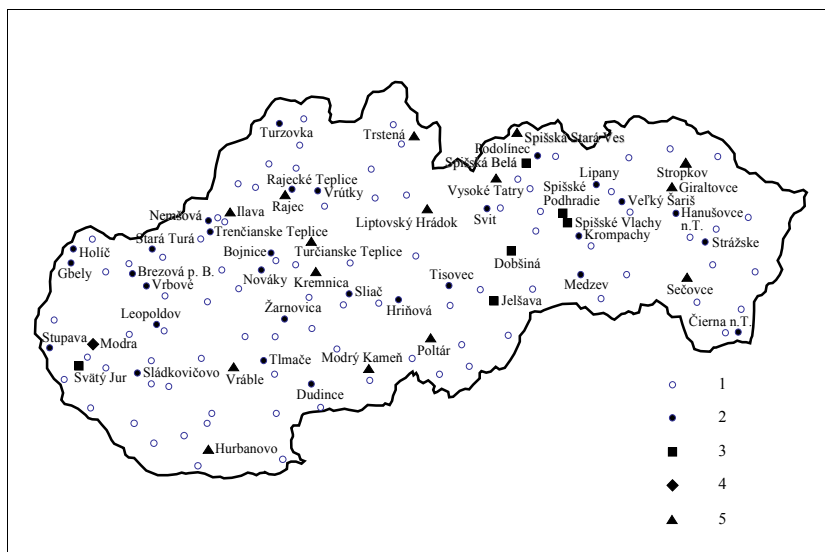 Turzovka
Trstená
Spišská Stará Ves
Podolínec
Spišská Belá
Rajecké Teplice
Vrútky
Rajec
Vysoké Tatry
Lipany
Stropkov
Giraltovce
Spišské
Podhradie
Veľký Šariš
Nemšová
Ilava
Liptovský Hrádok
Svit
Spišské Vlachy
Hanušovce
n.T.
Trenčianske Teplice
Krompachy
Stará Turá
Strážske
Holíč
Bojnice
Turčianske Teplice
Dobšiná
Gbely
Brezová p. B.
Nováky
Kremnica
Tisovec
Medzev
Sečovce
Vrbové
Sliač
Hriňová
Jelšava
Leopoldov
Žarnovica
Čierna n.T.
Stupava
Modra
Poltár
Svätý Jur
Sládkovičovo
Tlmače
Modrý Kameň
Vráble
Dudince
Hurbanovo
1
2
3
4
5